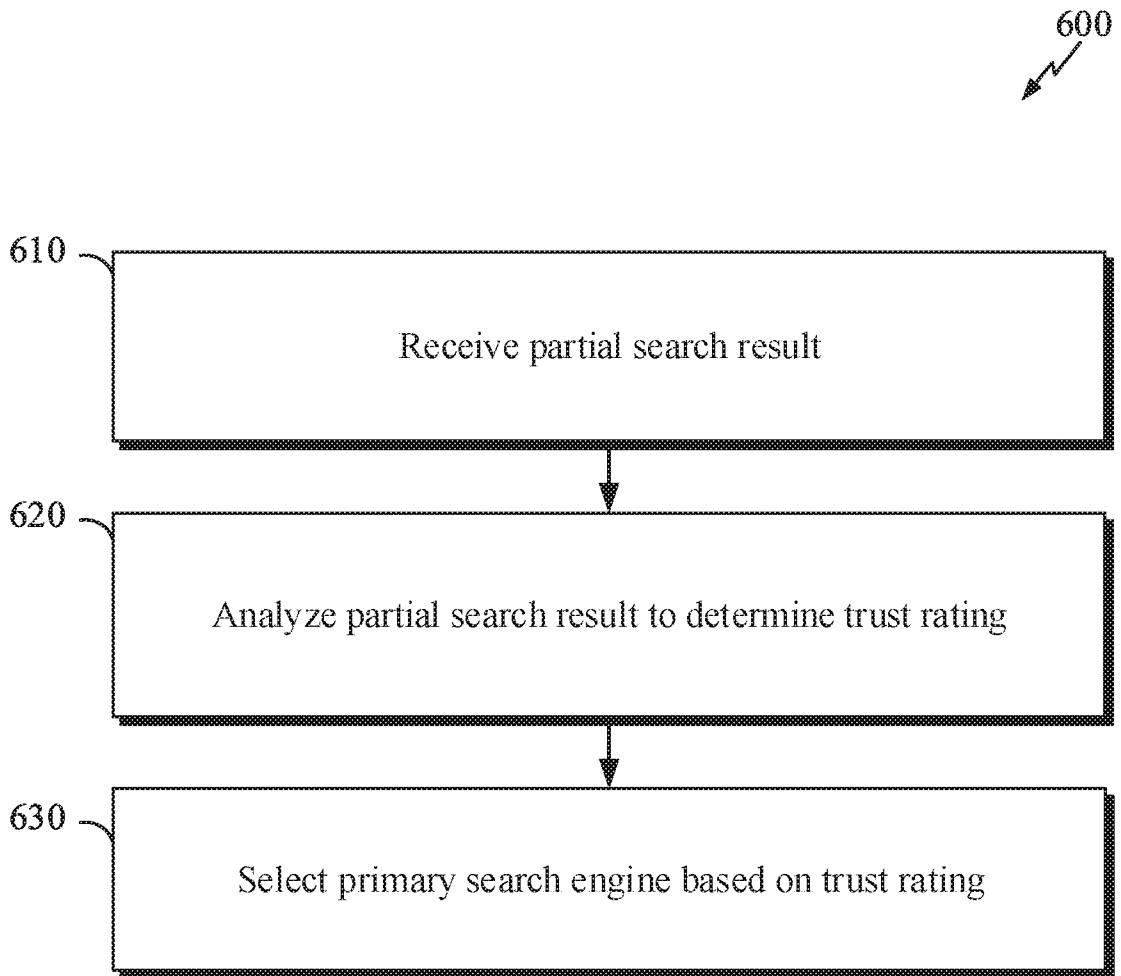 600
610
Receive partial search result
620
Analyze partial search result to determine trust rating
630
Select primary search engine based on trust rating